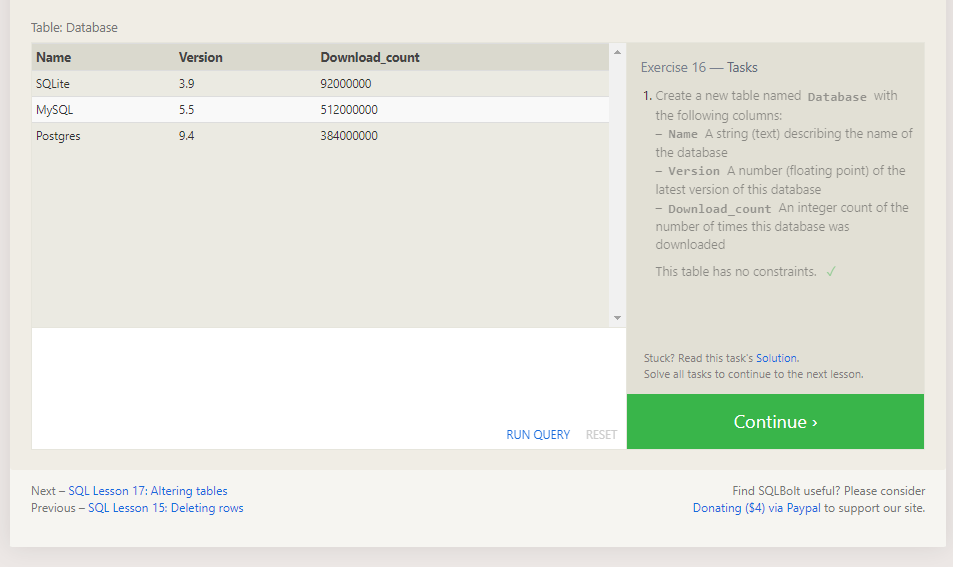 Table: Database
Name Version Download_count
SQLite 3.9 92000000
MySQL 5.5 512000000
Postgres 9.4 384000000
RUN QUERY RESET
Exercise 16 — Tasks
1. Create a new table named Database with
the following columns:
– Name A string (text) describing the name of
the database
– Version A number (floating point) of the
latest version of this database
– Download_count An integer count of the
number of times this database was
downloaded
This table has no constraints. ✓
Stuck? Read this task's Solution.
Solve all tasks to continue to the next lesson.
Continue ›
Next – SQL Lesson 17: Altering tables
Previous – SQL Lesson 15: Deleting rows
Find SQLBolt useful? Please consider
Donating ($4) via Paypal to support our site.